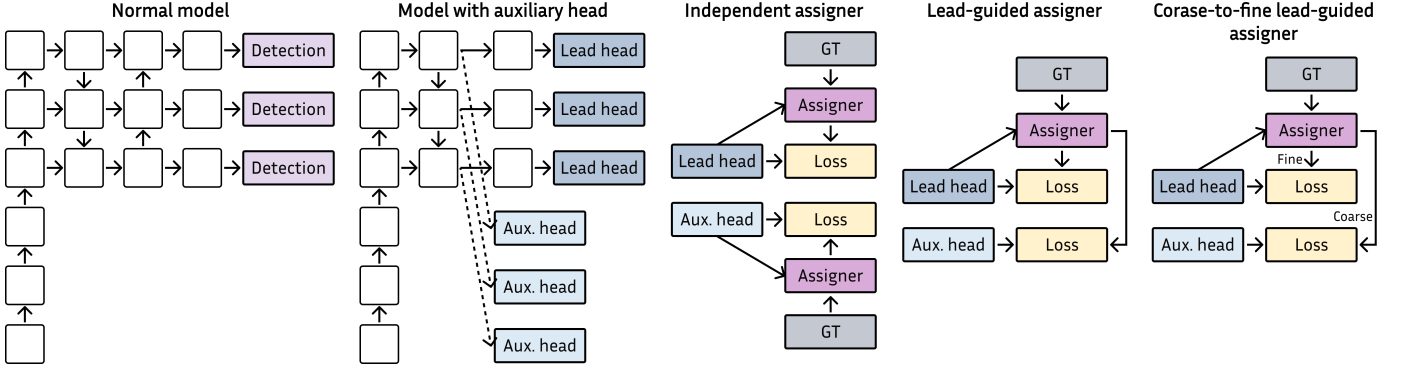 Normal model
Detection
Detection
Detection
Model with auxiliary head
Lead head
Lead head
Lead head
Aux. head
Aux. head
Aux. head
Independent assigner
GT
Assigner
Lead head
Loss
Aux. head
Loss
Assigner
GT
Lead-guided assigner
GT
Assigner
Lead head
Loss
Aux. head
Loss
Corase-to-fine lead-guided
assigner
GT
Assigner
Fine
Lead head
Loss
Coarse
Aux. head
Loss